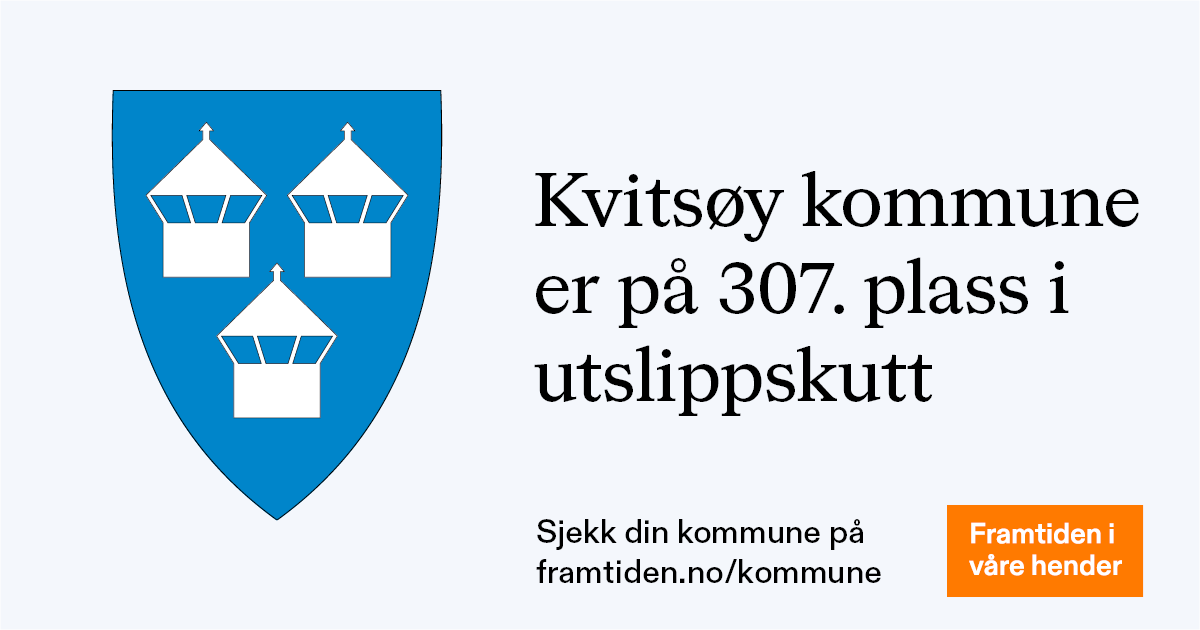 Kvitsøy kommune
er på 307. plass i
utslippskutt
Sjekk din kommune på
framtiden.no/kommune
Framtiden i
våre hender